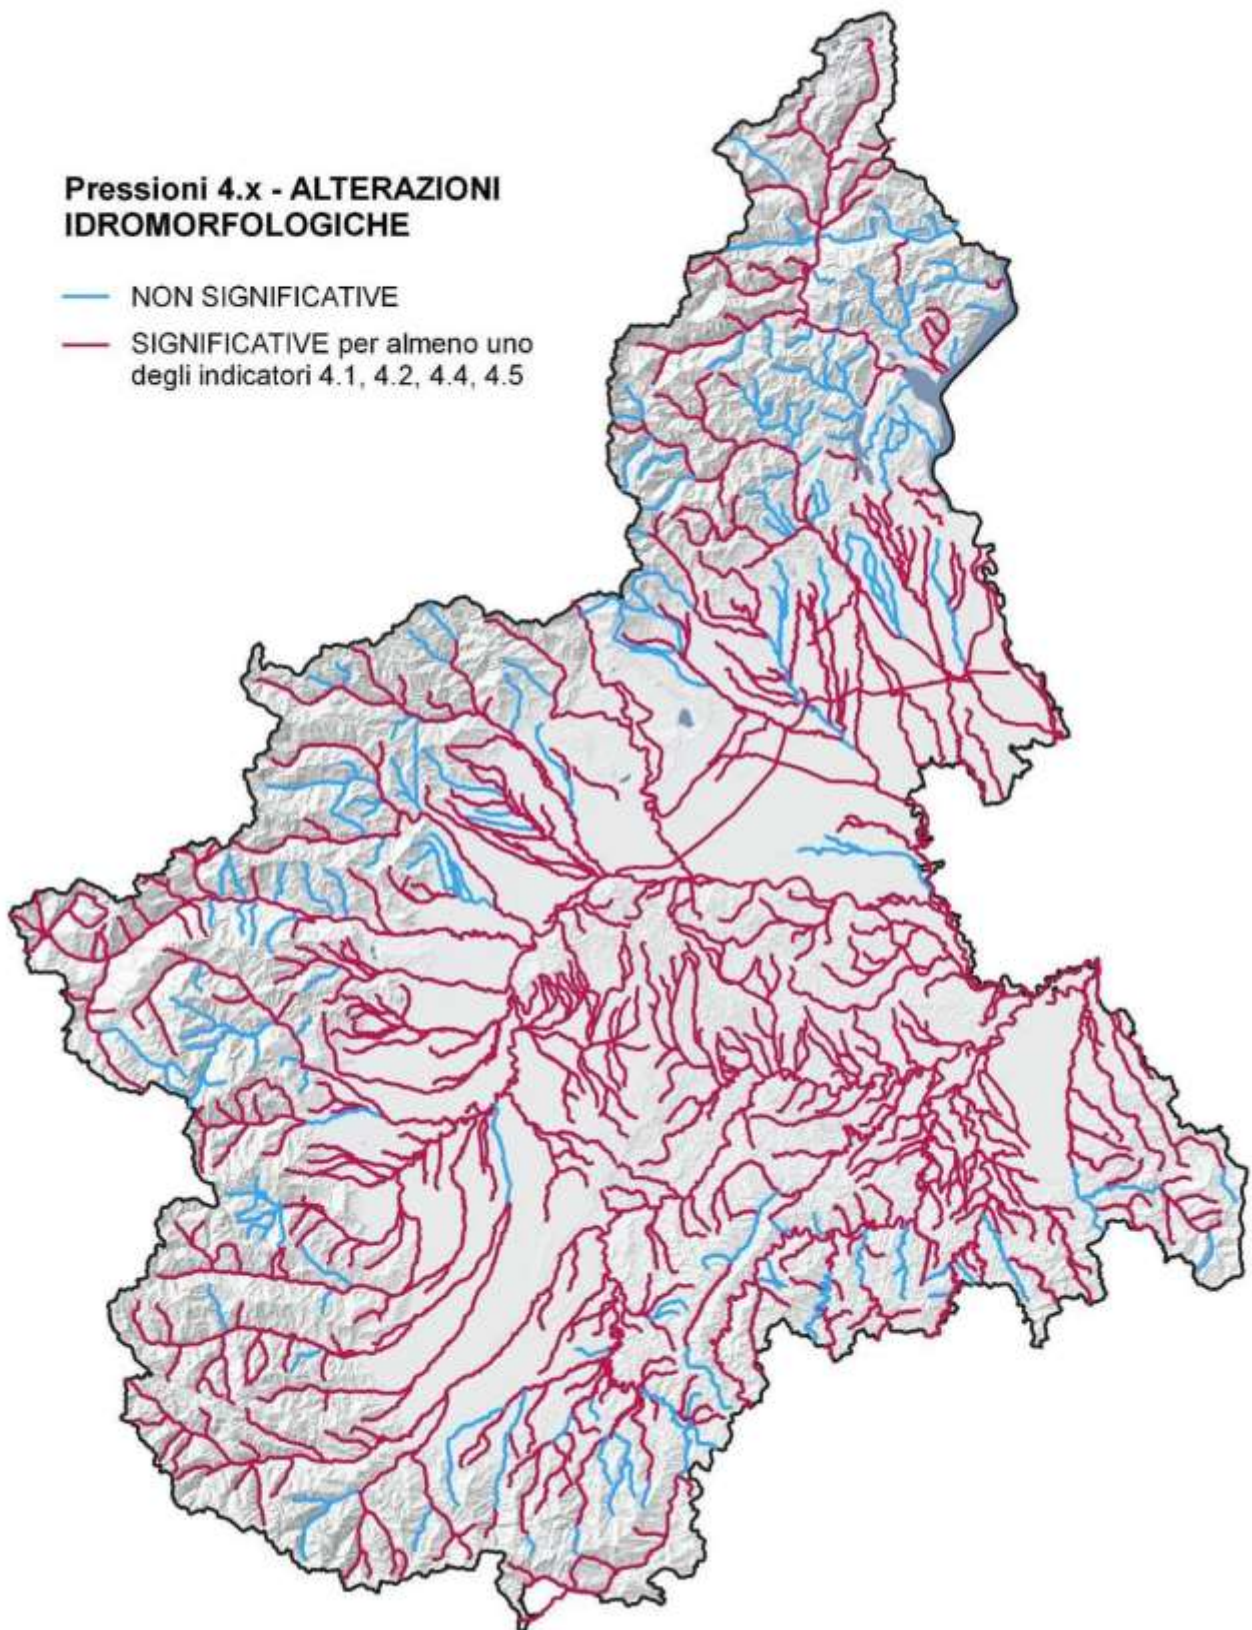 Pressioni 4.x - ALTERAZIONI
IDROMORFOLOGICHE
NON SIGNIFICATIVE
SIGNIFICATIVE per almeno uno
degli indicatori 4.1, 4.2, 4.4, 4.5